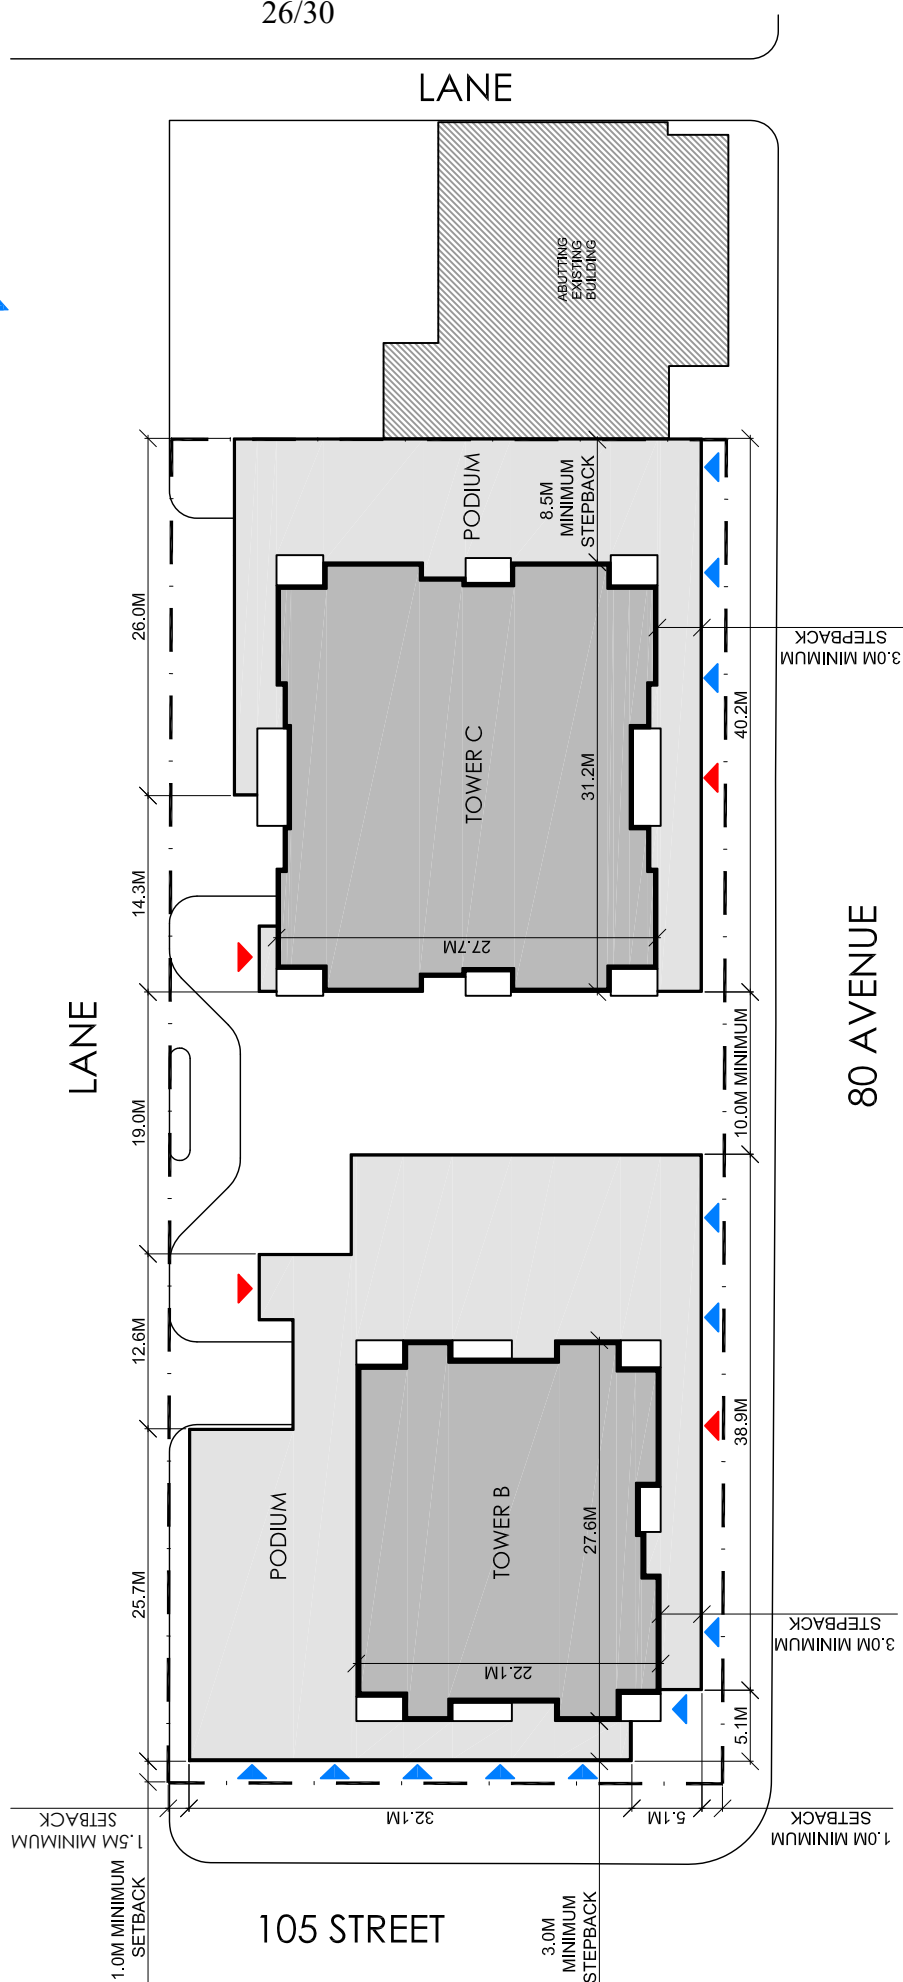 26/30
LANE
ABUTTING
EXISTING
BUILDING
PODIUM
8.5M
MINIMUM
STEPBACK
26.0M
3.0M MINIMUM
STEPBACK
40.2M
TOWER C
31.2M
14.3M
27.7M
80 AVENUE
LANE
19.0M
10.0M MINIMUM
12.6M
38.9M
PODIUM
TOWER B
27.6M
25.7M
3.0M MINIMUM
STEPBACK
22.1M
5.1M
1.5M MINIMUM
SETBACK
32.1M
5.1M
1.0M MINIMUM
SETBACK
1.0M MINIMUM
SETBACK
105 STREET
3.0M
MINIMUM
STEPBACK